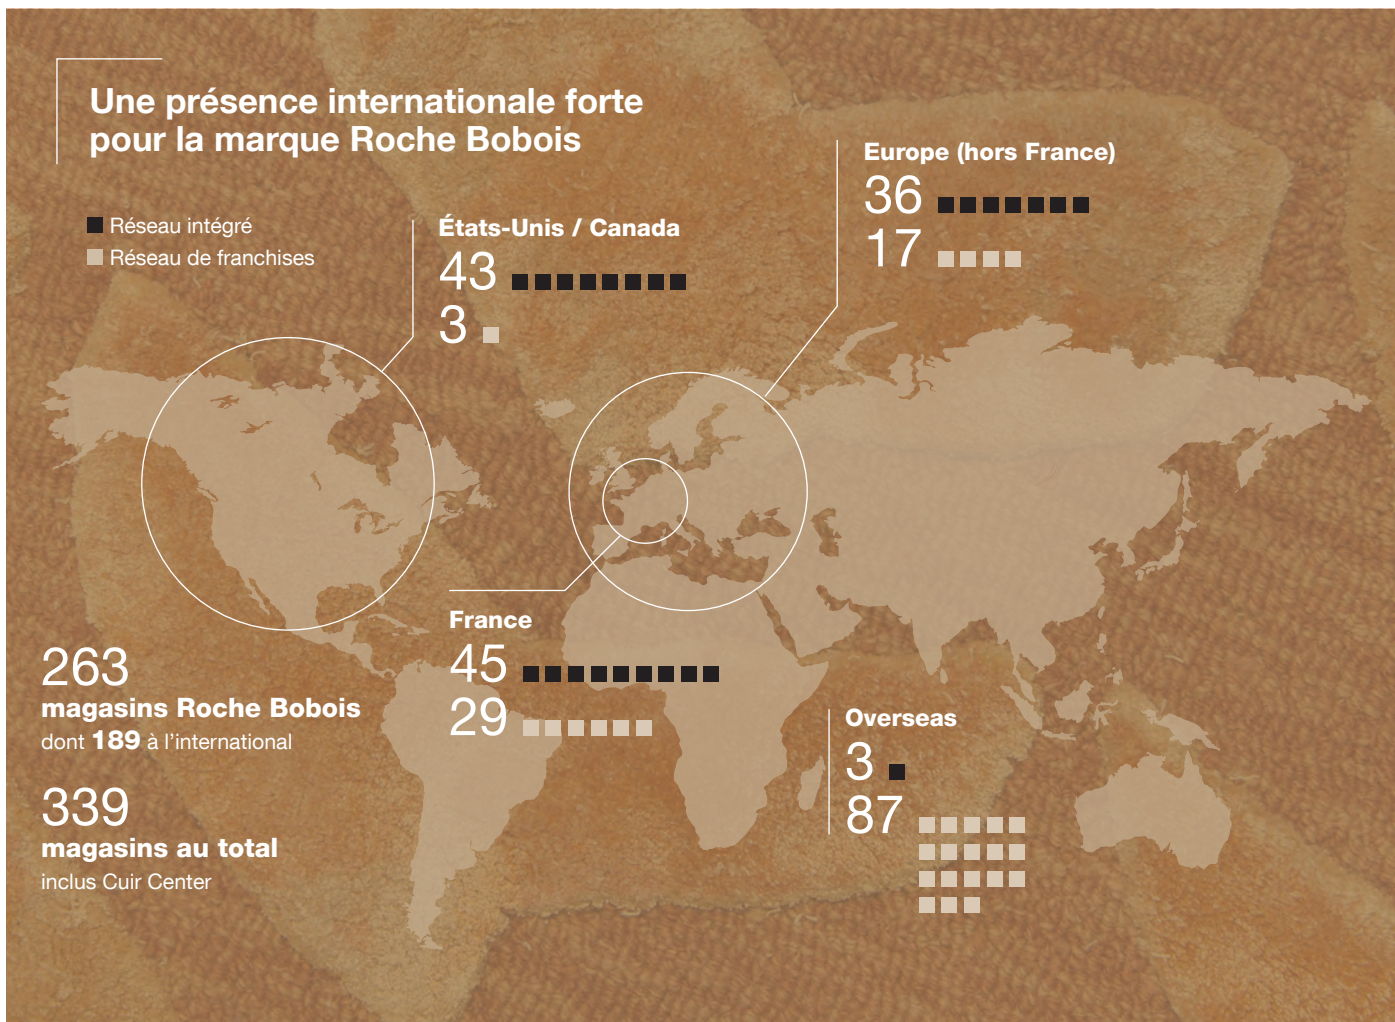 Une présence internationale forte
pour la marque Roche Bobois
Réseau intégré
Réseau de franchises
États-Unis / Canada
43
3
Europe (hors France)
36
17
France
45
29
Overseas
3
87
263
magasins Roche Bobois
dont 189 à l’international
339
magasins au total
inclus Cuir Center